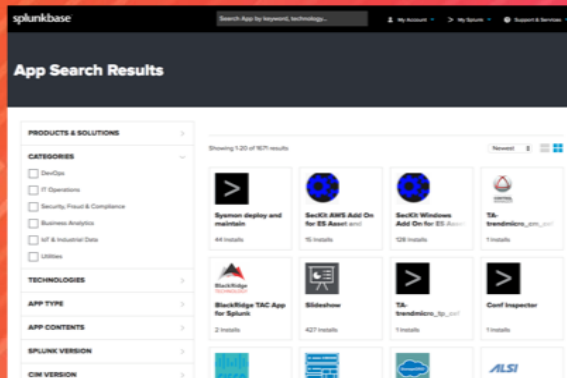 splunkbase
Search App by keyword, technology...
My Account
My Splunk
Support & Services
App Search Results
PRODUCTS & SOLUTIONS
CATEGORIES
DevOps
IT Operations
Security, Fraud & Compliance
Business Analytics
IoT & Industrial Data
Utilities
TECHNOLOGIES
APP TYPE
APP CONTENTS
SPLUNK VERSION
CIM VERSION
Showing 1-20 of 1671 results
Newest
Sysmon deploy and
maintain
44 Installs
SecKit AWS Add On
for ES Asset and
15 Installs
SecKit Windows
Add On for ES Asset
128 Installs
TA-
1 Installs
BlackRidge
TECHNOLOGY
BlackRidge TAC App
for Splunk
2 Installs
Slideshow
427 Installs
TA-
1 Installs
Conf Inspector
1 Installs
ALSI